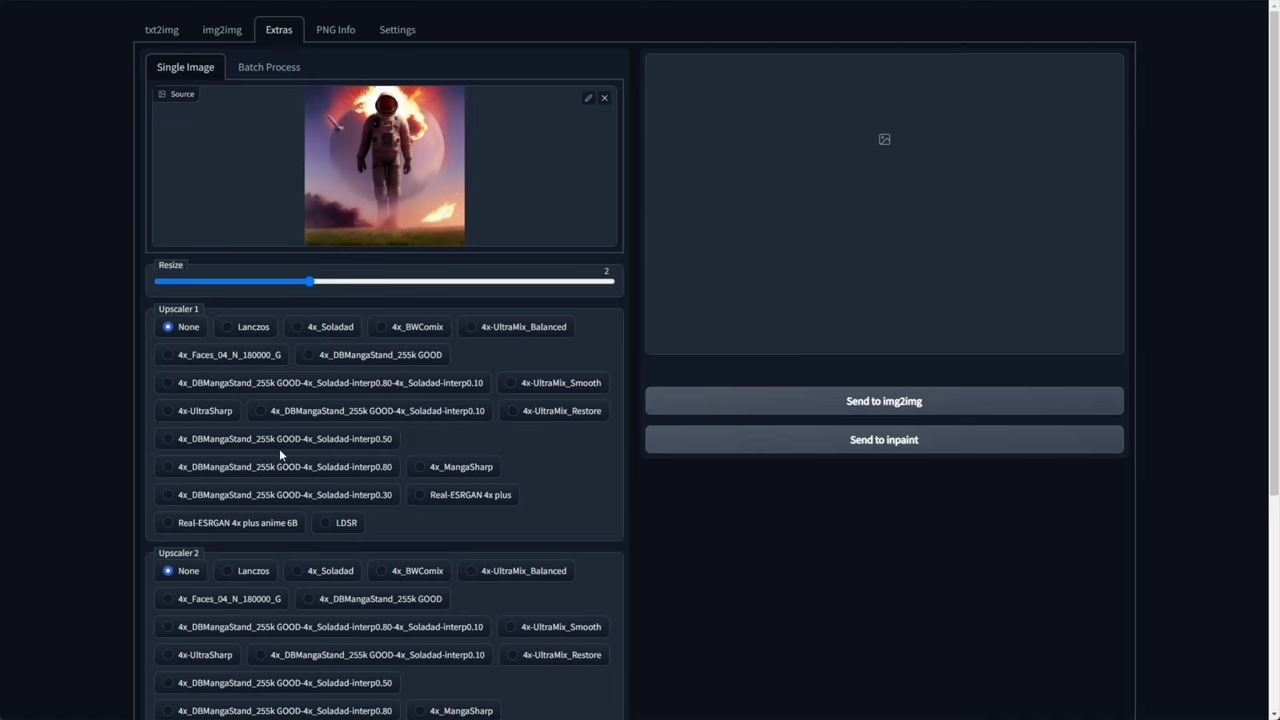 txt2img img2img Extras PNG Info Settings
Single Image Batch Process
Source
Resize
2
Upscaler 1
None Lanczos 4x_Soladad 4x_BWComix 4x-UltraMix_Balanced
4x_Faces_04_N_180000_G 4x_DBMangaStand_255k GOOD
4x_DBMangaStand_255k GOOD-4x_Soladad-interp0.80-4x_Soladad-interp0.10 4x-UltraMix_Smooth
4x-UltraSharp 4x_DBMangaStand_255k GOOD-4x_Soladad-interp0.10 4x-UltraMix_Restore
4x_DBMangaStand_255k GOOD-4x_Soladad-interp0.50
4x_DBMangaStand_255k GOOD-4x_Soladad-interp0.80 4x_MangaSharp
4x_DBMangaStand_255k GOOD-4x_Soladad-interp0.30 Real-ESRGAN 4x plus
Real-ESRGAN 4x plus anime 6B LDSR
Upscaler 2
None Lanczos 4x_Soladad 4x_BWComix 4x-UltraMix_Balanced
4x_Faces_04_N_180000_G 4x_DBMangaStand_255k GOOD
4x_DBMangaStand_255k GOOD-4x_Soladad-interp0.80-4x_Soladad-interp0.10 4x-UltraMix_Smooth
4x-UltraSharp 4x_DBMangaStand_255k GOOD-4x_Soladad-interp0.10 4x-UltraMix_Restore
4x_DBMangaStand_255k GOOD-4x_Soladad-interp0.50
4x_DBMangaStand_255k GOOD-4x_Soladad-interp0.80 4x_MangaSharp
Send to img2img
Send to inpaint